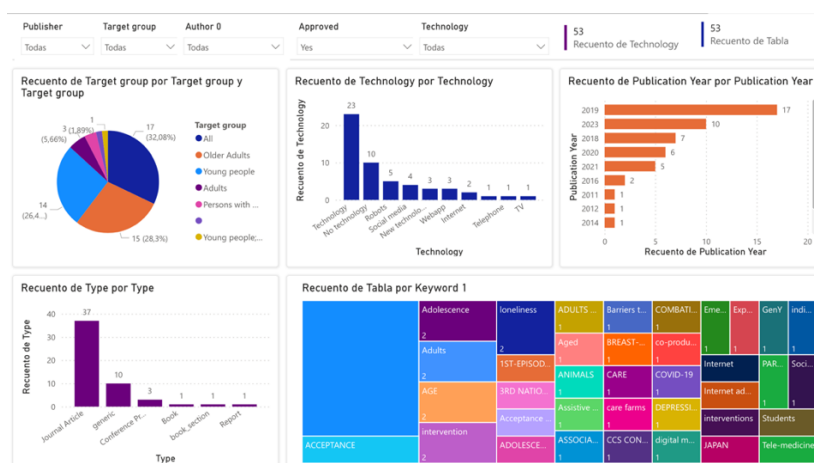 Publisher
Target group
Author 0
Approved
Technology
Todas
Todas
Todas
Yes
Todas
53
Recuento de Technology
53
Recuento de Tabla
Recuento de Target group por Target group y
Target group
1
3 (1,89%)
(5,66%)
17
(32,08%)
14
(26,4...)
15 (28,3%)
Target group
All
Older Adults
Young people
Adults
Persons with ...
Young people;...
Recuento de Technology por Technology
Recuento de Technology
20
10
0
23
10
5
4
3
3
2
1
1
1
Technology
No technology
Robots
Social media
New technolo...
Webapp
Internet
Telephone
TV
Technology
Recuento de Publication Year por Publication Year
Publication Year
2019
17
2023
10
2018
7
2020
6
2021
5
2016
2
2011
1
2012
1
2014
1
0
5
10
15
20
Recuento de Publication Year
Recuento de Type por Type
Recuento de Type
40
30
20
10
0
37
10
3
1
1
1
Journal Article
generic
Conference Pr...
Book
book_section
Report
Type
Recuento de Tabla por Keyword 1
ACCEPTANCE
Adolescence
2
Adults
2
AGE
2
intervention
2
loneliness
2
1ST-EPISOD...
3RD NATIO...
Acceptance ...
ADOLESCE...
ADULTS ...
1
Aged
1
ANIMALS
1
Assistive ...
1
ASSOCIA...
1
Barriers t...
1
BREAST-...
1
CARE
1
care farms
1
CCS CON...
1
COMBATI...
1
co-produ...
1
COVID-19
1
DEPRESSI...
1
digital m...
1
Eme...
1
Exp...
1
Internet
Internet ad...
interventions
JAPAN
GenY
1
indi...
1
PAR...
1
Soci...
1
Students
Tele-medicine